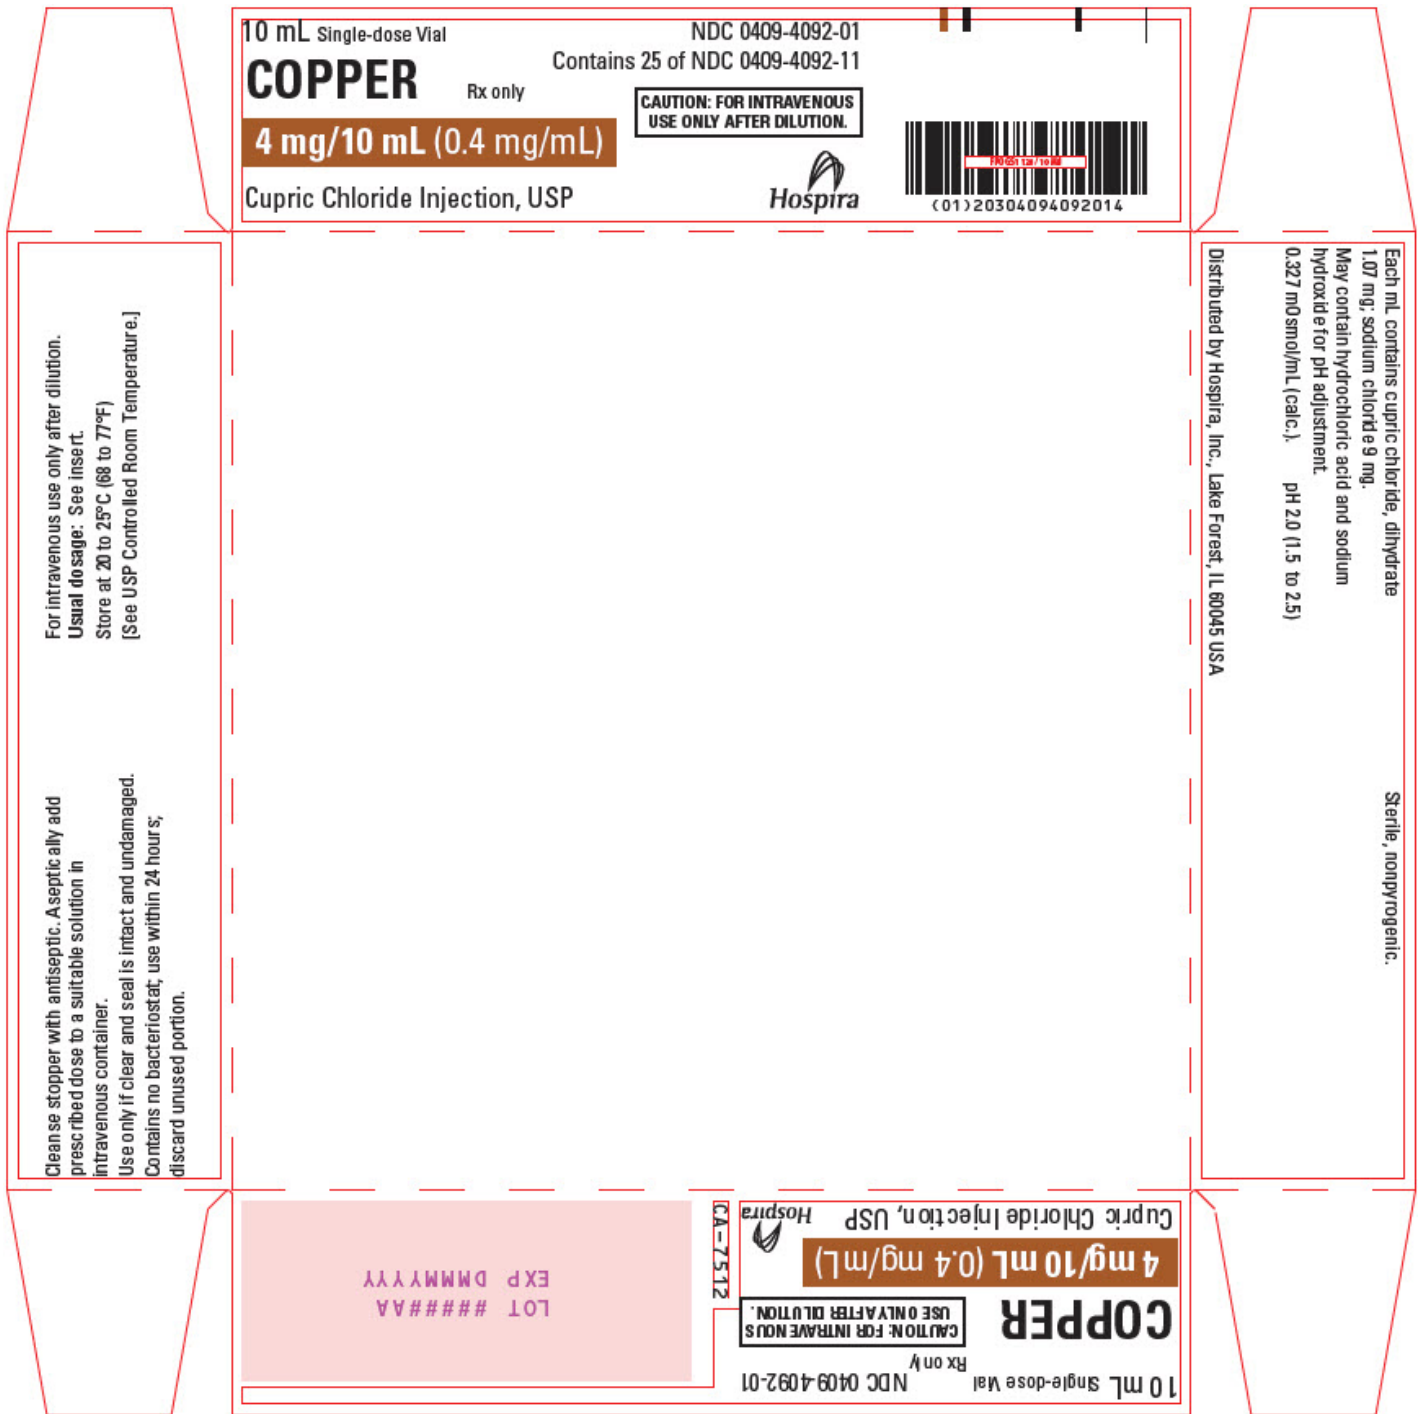 10 mL Single-dose Vial
COPPER
Rx only
4 mg/10 mL (0.4 mg/mL)
Cupric Chloride Injection, USP
NDC 0409-4092-01
Contains 25 of NDC 0409-4092-11
CAUTION: FOR INTRAVENOUS
USE ONLY AFTER DILUTION.
Hospira
(01)20304094092014
For intravenous use only after dilution.
Usual dosage: See insert.
Store at 20 to 25°C (68 to 77°F)
[See USP Controlled Room Temperature.]
Cleanse stopper with antiseptic. Aseptically add
prescribed dose to a suitable solution in
intravenous container.
Use only if clear and seal is intact and undamaged.
Contains no bacteriostat; use within 24 hours;
discard unused portion.
Each mL contains cupric chloride, dihydrate
1.07 mg; sodium chloride 9 mg.
May contain hydrochloric acid and sodium
hydroxide for pH adjustment.
0.327 mOsmol/mL (calc.). pH 2.0 (1.5 to 2.5)
Sterile, nonpyrogenic.
Distributed by Hospira, Inc., Lake Forest, IL 60045 USA
10 mL Single-dose Vial
NDC 0409-4092-01
Rx only
COPPER
CAUTION: FOR INTRAVENOUS
USE ONLY AFTER DILUTION.
4 mg/10 mL (0.4 mg/mL)
Cupric Chloride Injection, USP
Hospira
CA-7512
LOT ######AA
EXP DMMMYYYY